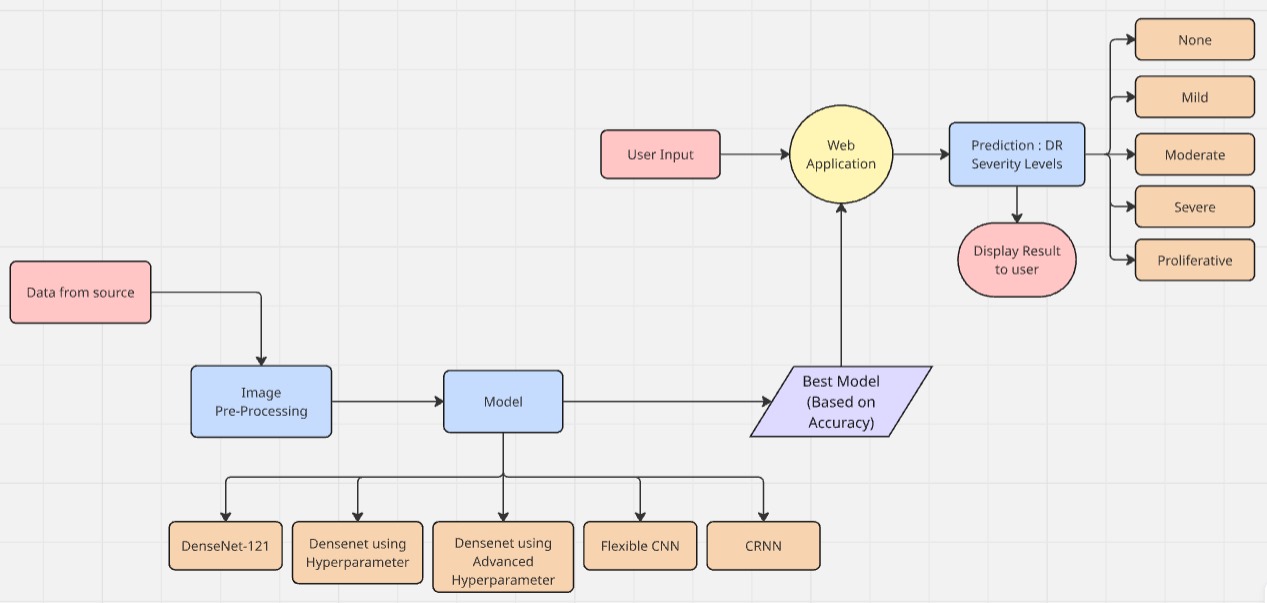 None
Mild
Moderate
Severe
Proliferative
User Input
Web
Application
Prediction : DR
Severity Levels
Display Result
to user
Data from source
Image
Pre-Processing
Model
Best Model
(Based on
Accuracy)
DenseNet-121
Densenet using
Hyperparameter
Densenet using
Advanced
Hyperparameter
Flexible CNN
CRNN